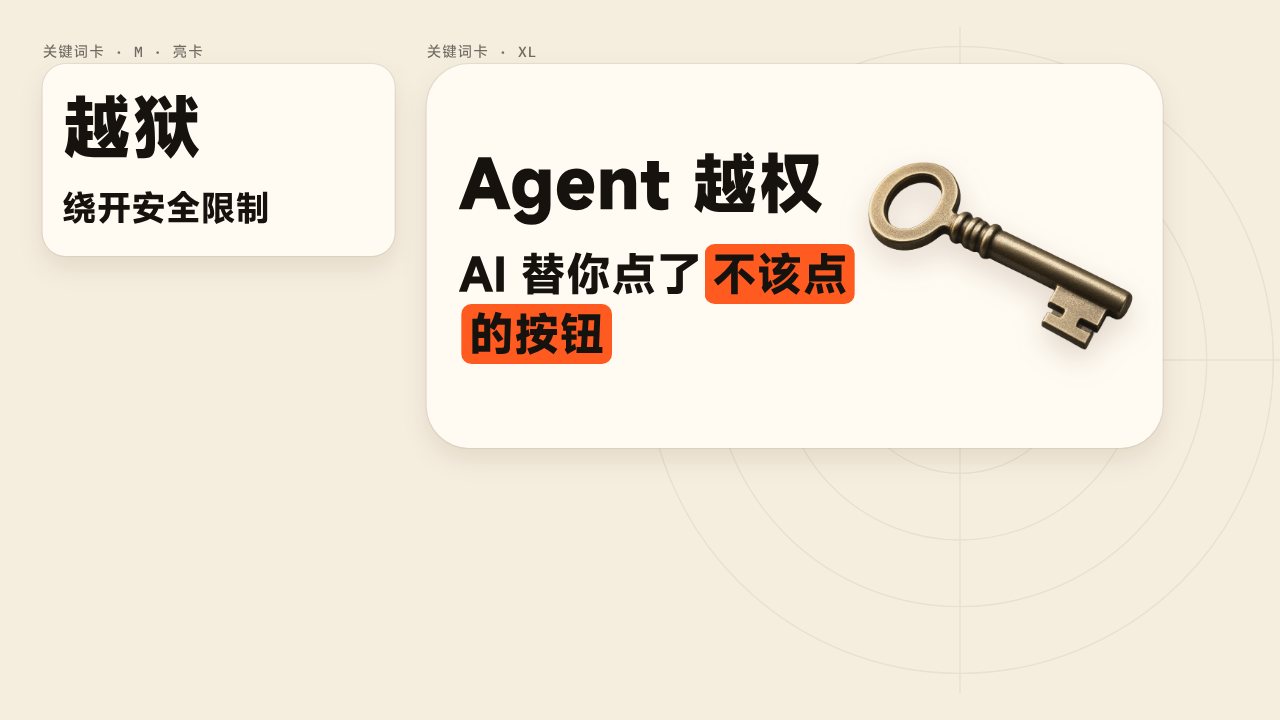 关键词卡 · M · 亮卡
越狱
绕开安全限制
关键词卡 · XL
Agent 越权
AI 替你点了不该点
的按钮